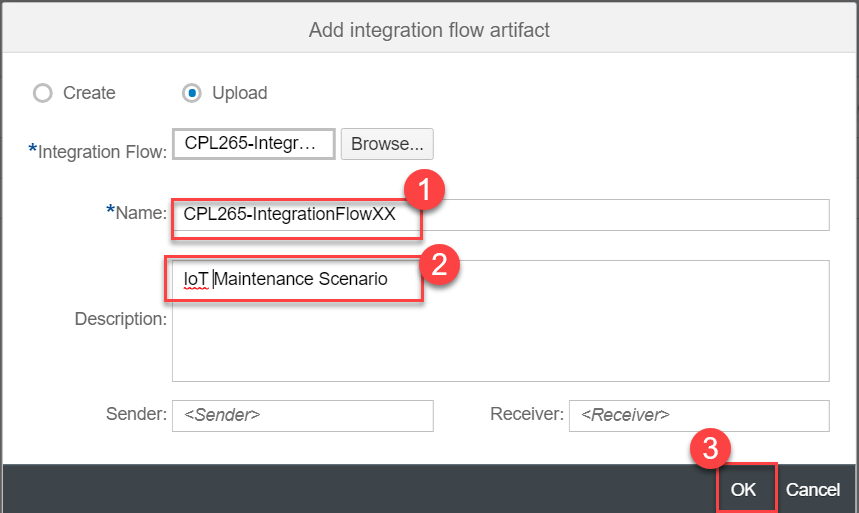 Add integration flow artifact
Create Upload
*Integration Flow: CPL265-Integr... Browse...
1
*Name: CPL265-IntegrationFlowXX
2
IoT Maintenance Scenario
Description:
Sender: <Sender> Receiver: <Receiver>
3
OK Cancel